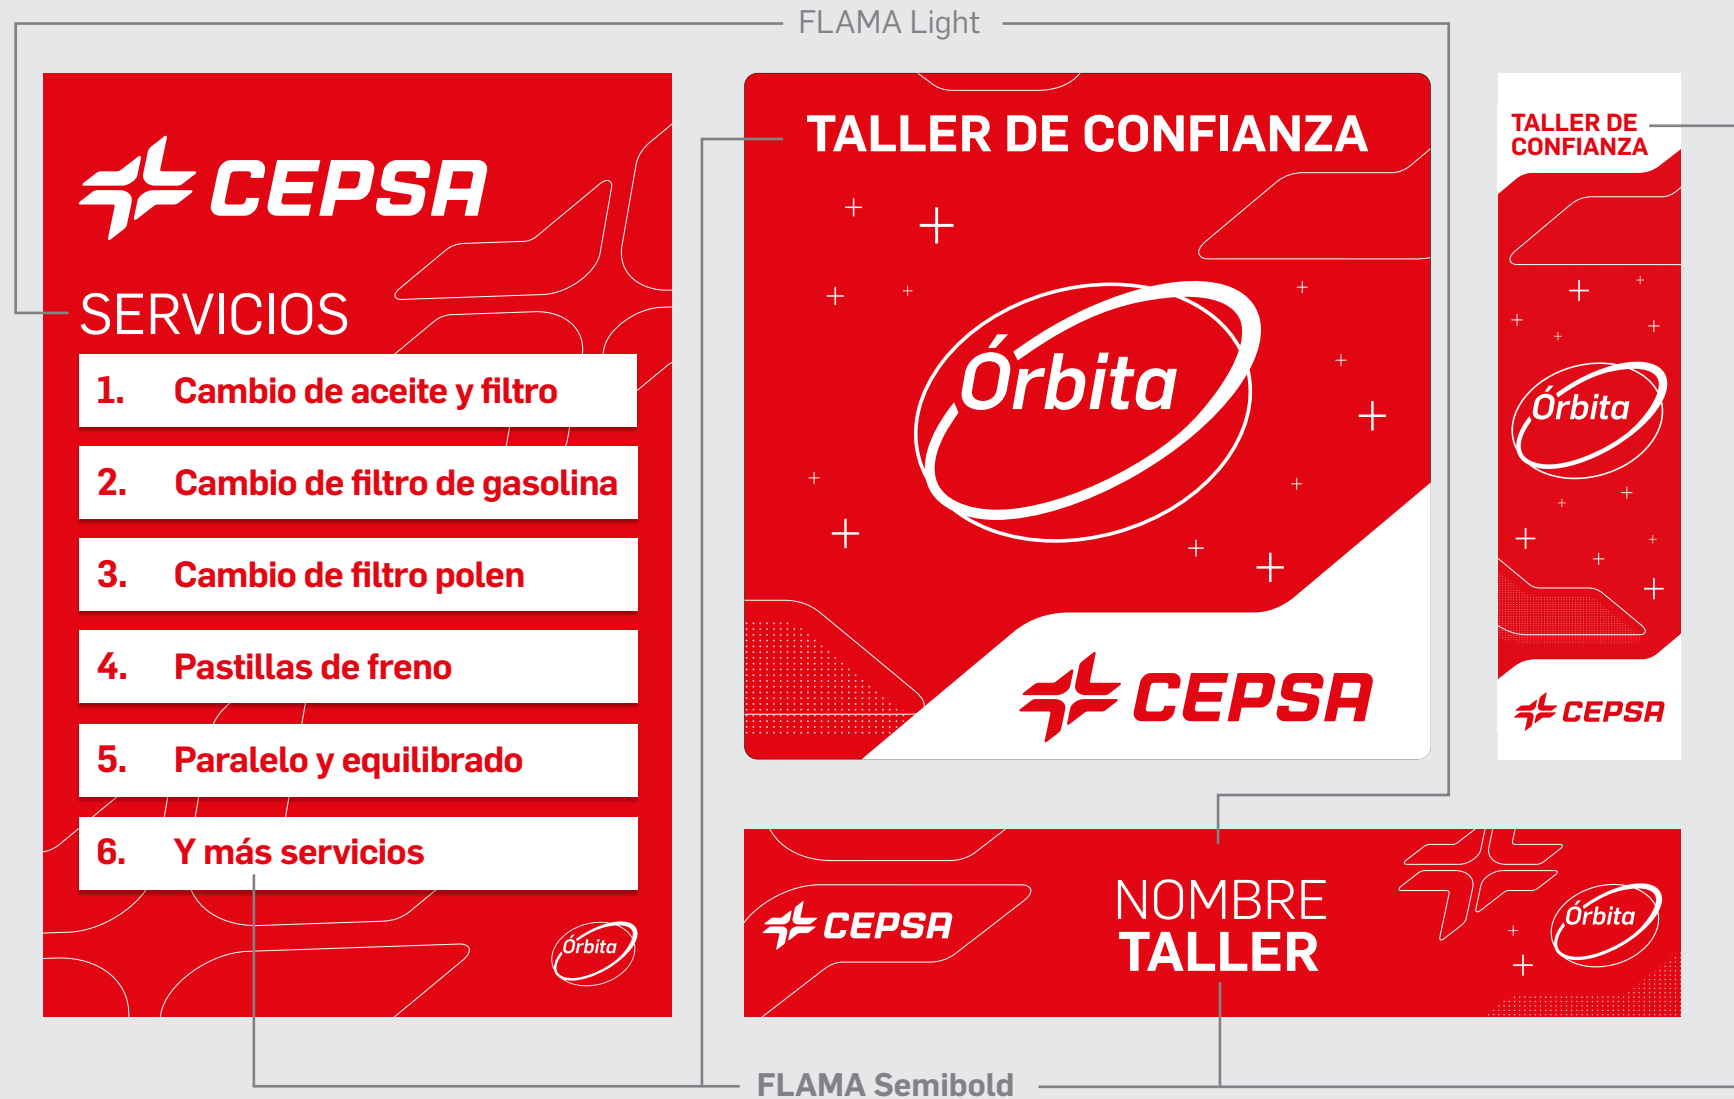 FLAMA Light
CEPSA
SERVICIOS
1. Cambio de aceite y filtro
2. Cambio de filtro de gasolina
3. Cambio de filtro polen
4. Pastillas de freno
5. Paralelo y equilibrado
6. Y más servicios
Órbita
TALLER DE CONFIANZA
Órbita
CEPSA
TALLER DE
CONFIANZA
Órbita
CEPSA
CEPSA
NOMBRE
TALLER
Órbita
FLAMA Semibold